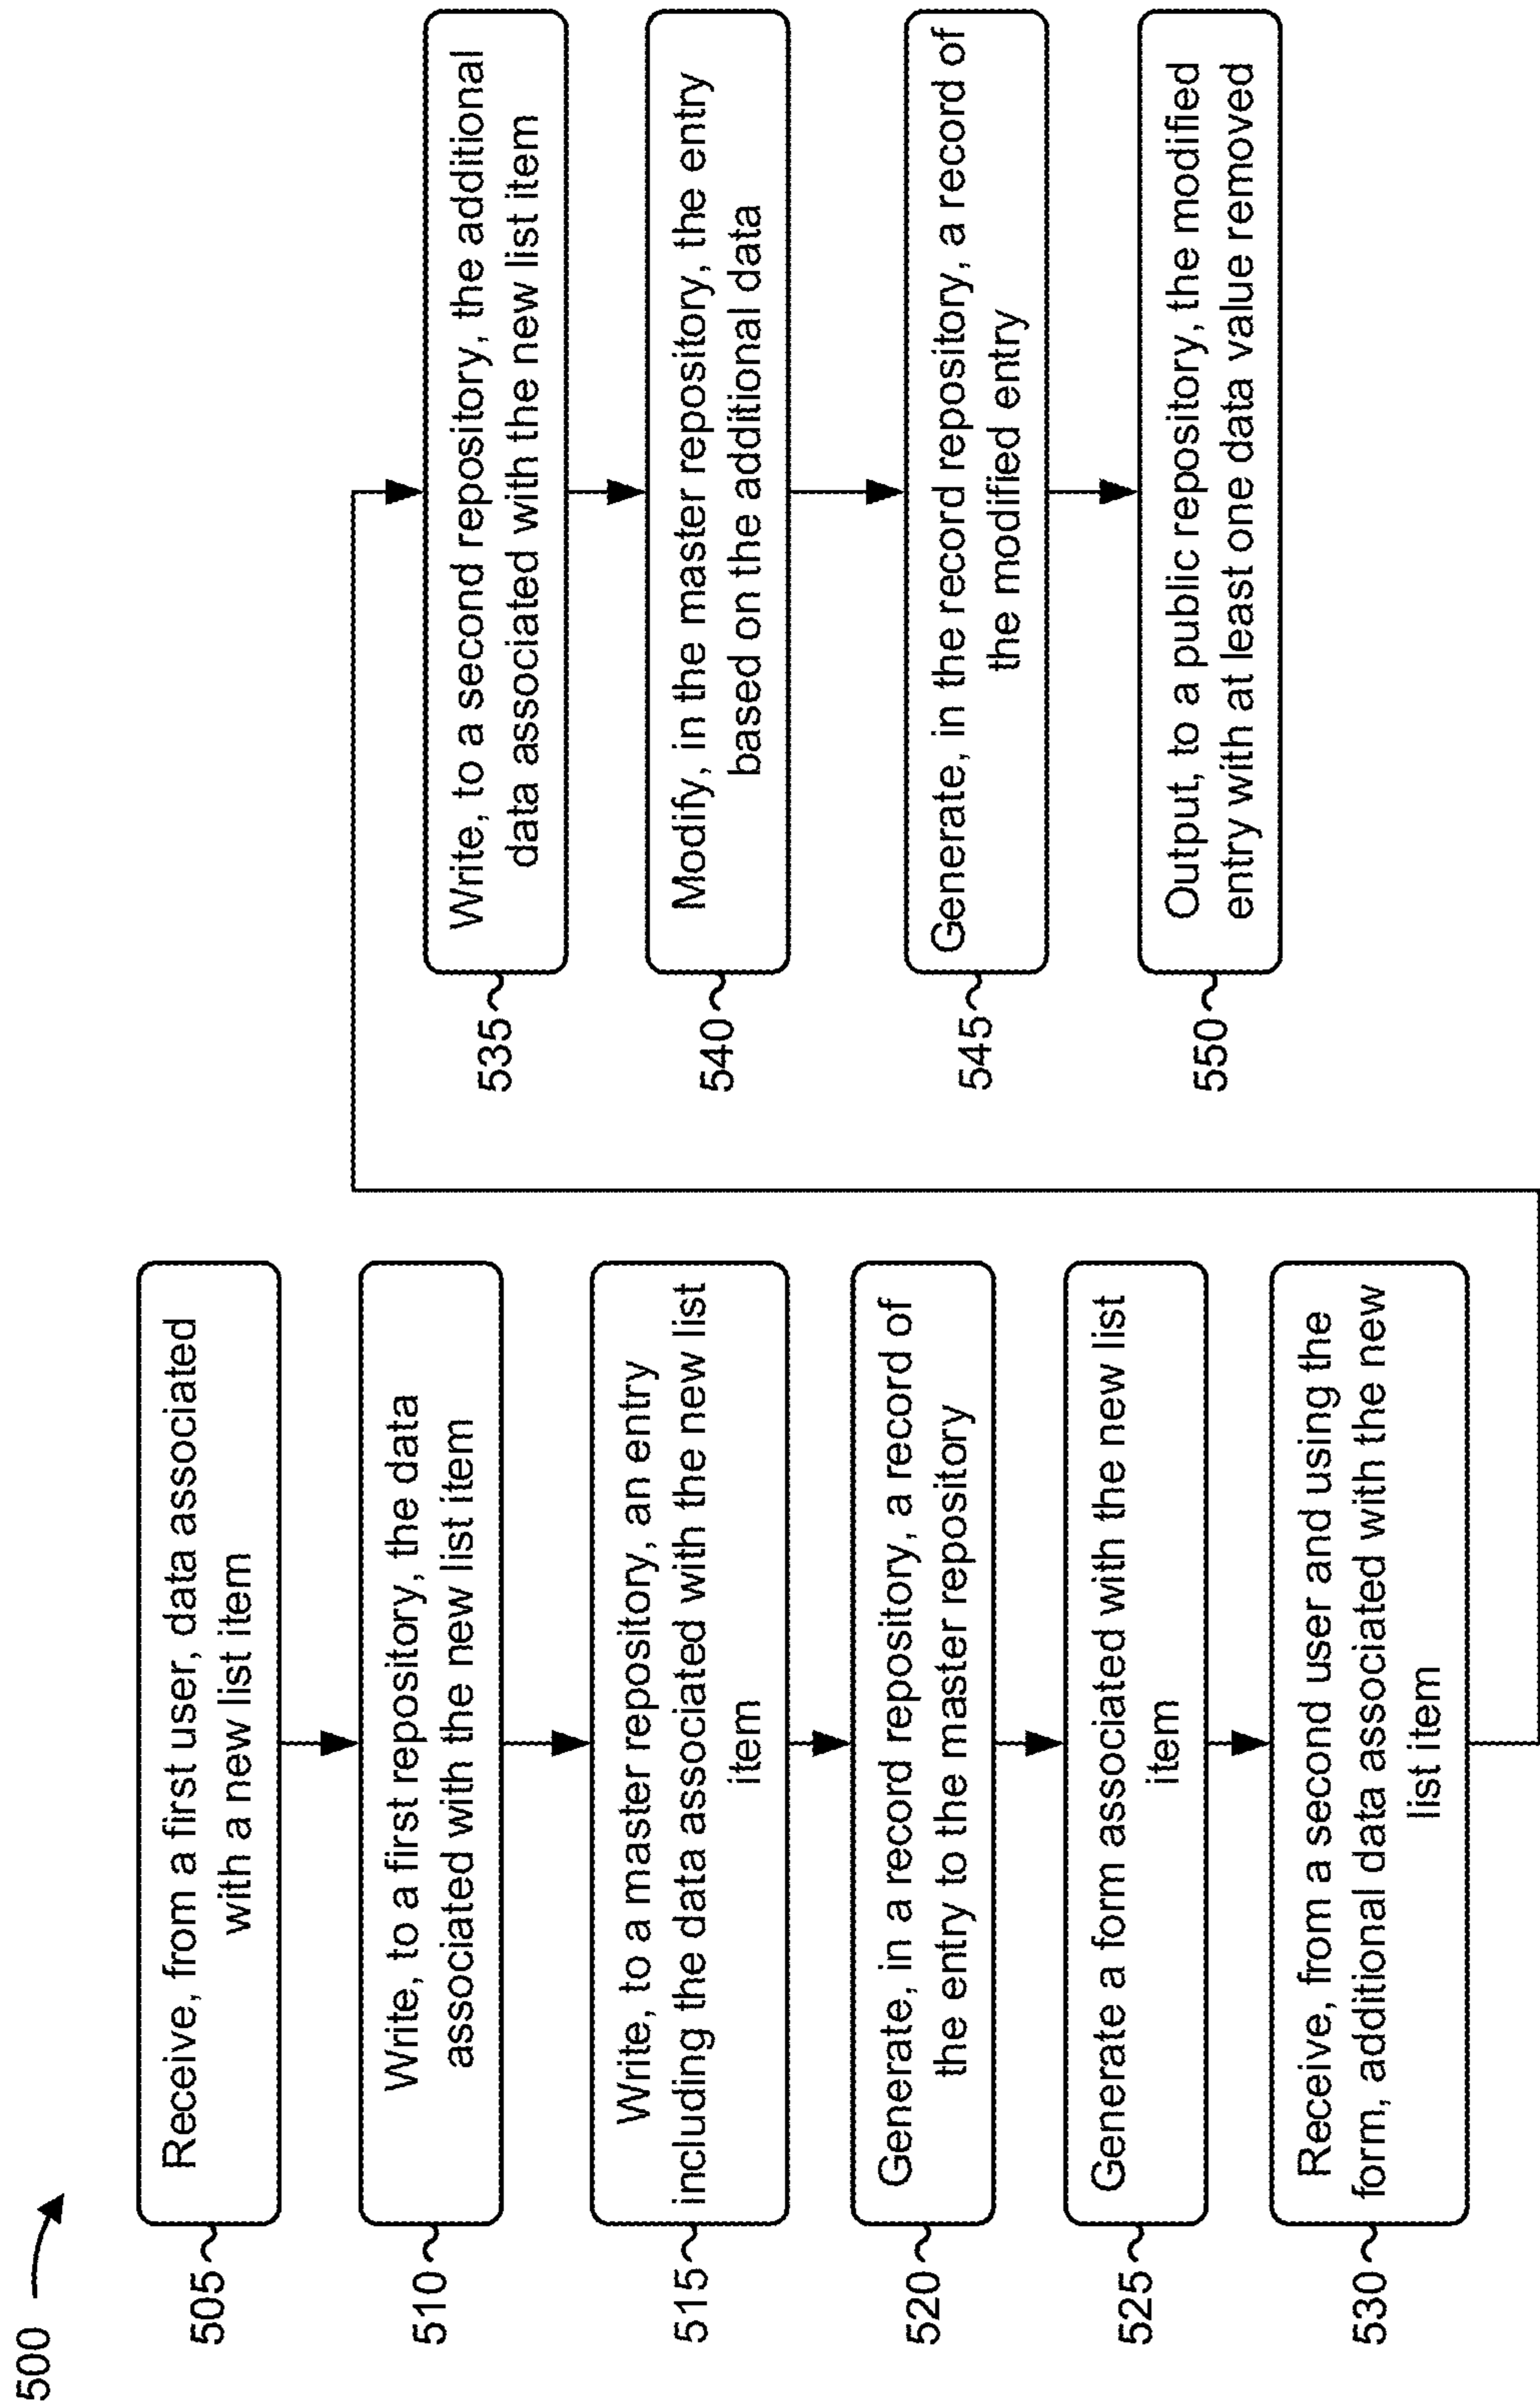 500
505
Receive, from a first user, data associated
with a new list item
510
Write, to a first repository, the data
associated with the new list item
515
Write, to a master repository, an entry
including the data associated with the new list
item
520
Generate, in a record repository, a record of
the entry to the master repository
525
Generate a form associated with the new list
item
530
Receive, from a second user and using the
form, additional data associated with the new
list item
535
Write, to a second repository, the additional
data associated with the new list item
540
Modify, in the master repository, the entry
based on the additional data
545
Generate, in the record repository, a record of
the modified entry
550
Output, to a public repository, the modified
entry with at least one data value removed